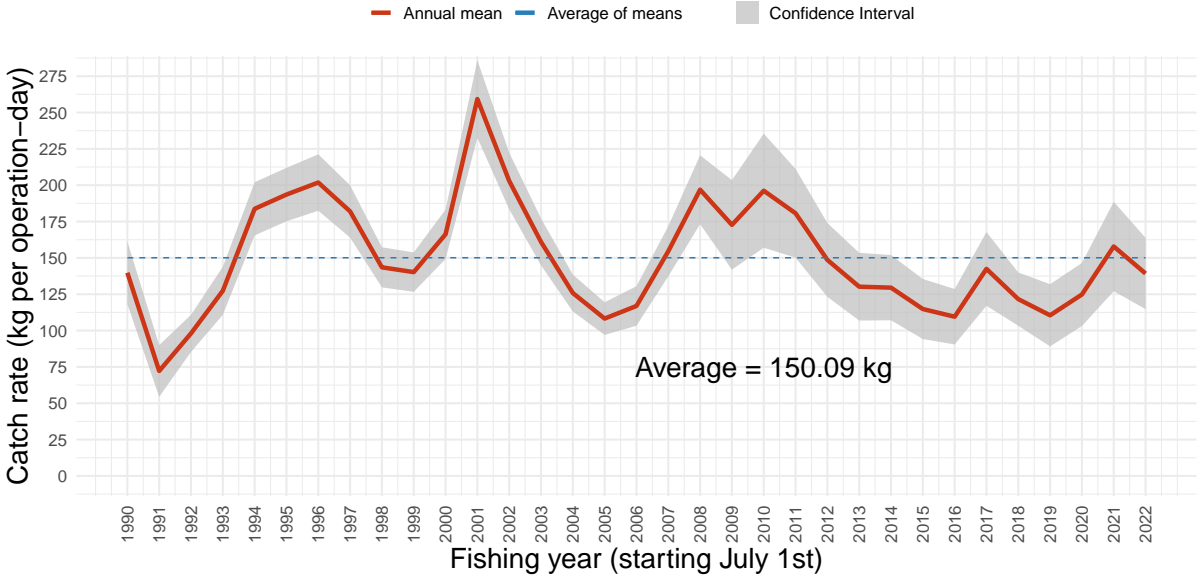 Annual mean Average of means Confidence Interval
Catch rate (kg per operation−day)
275
250
225
200
175
150
125
100
75
50
25
0
Average = 150.09 kg
1990 1991 1992 1993 1994 1995 1996 1997 1998 1999 2000 2001 2002 2003 2004 2005 2006 2007 2008 2009 2010 2011 2012 2013 2014 2015 2016 2017 2018 2019 2020 2021 2022
Fishing year (starting July 1st)